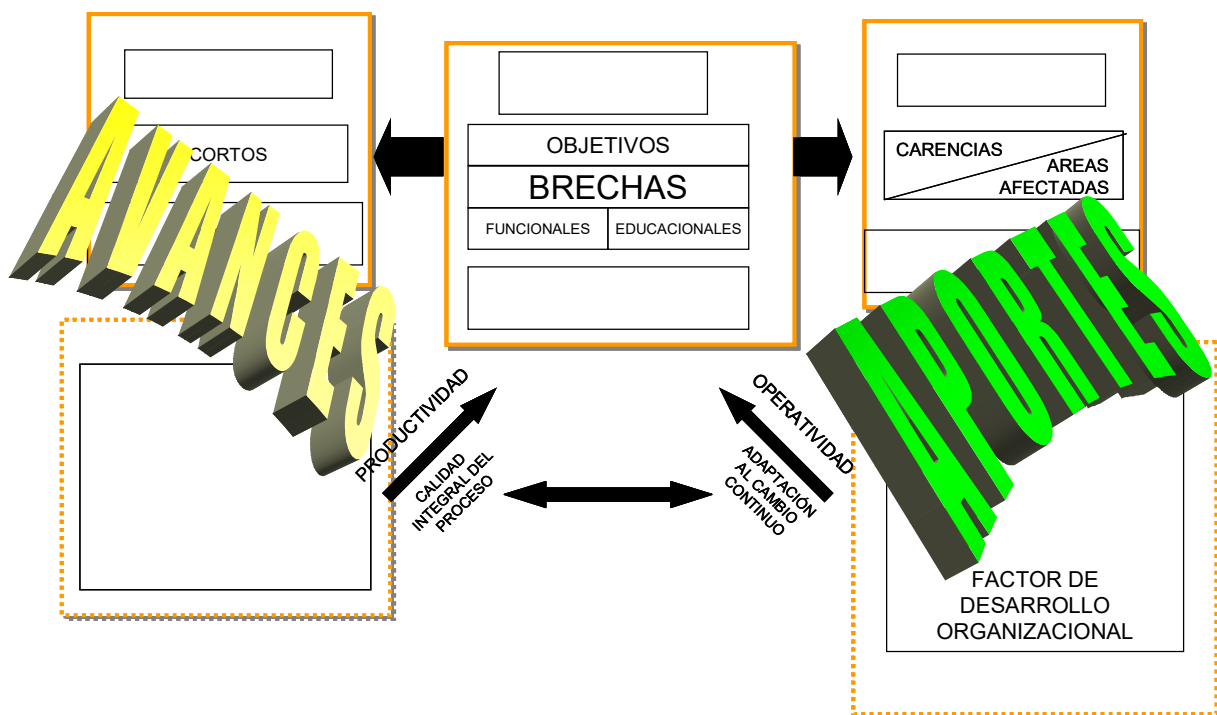 CORTOS
AVANCES
OBJETIVOS
BRECHAS
FUNCIONALES
EDUCACIONALES
CARENCIAS
AREAS
AFECTADAS
APORTES
PRODUCTIVIDAD
CALIDAD
INTEGRAL DEL
PROCESO
OPERATIVIDAD
ADAPTACIÓN
AL CAMBIO
CONTINUO
FACTOR DE
DESARROLLO
ORGANIZACIONAL